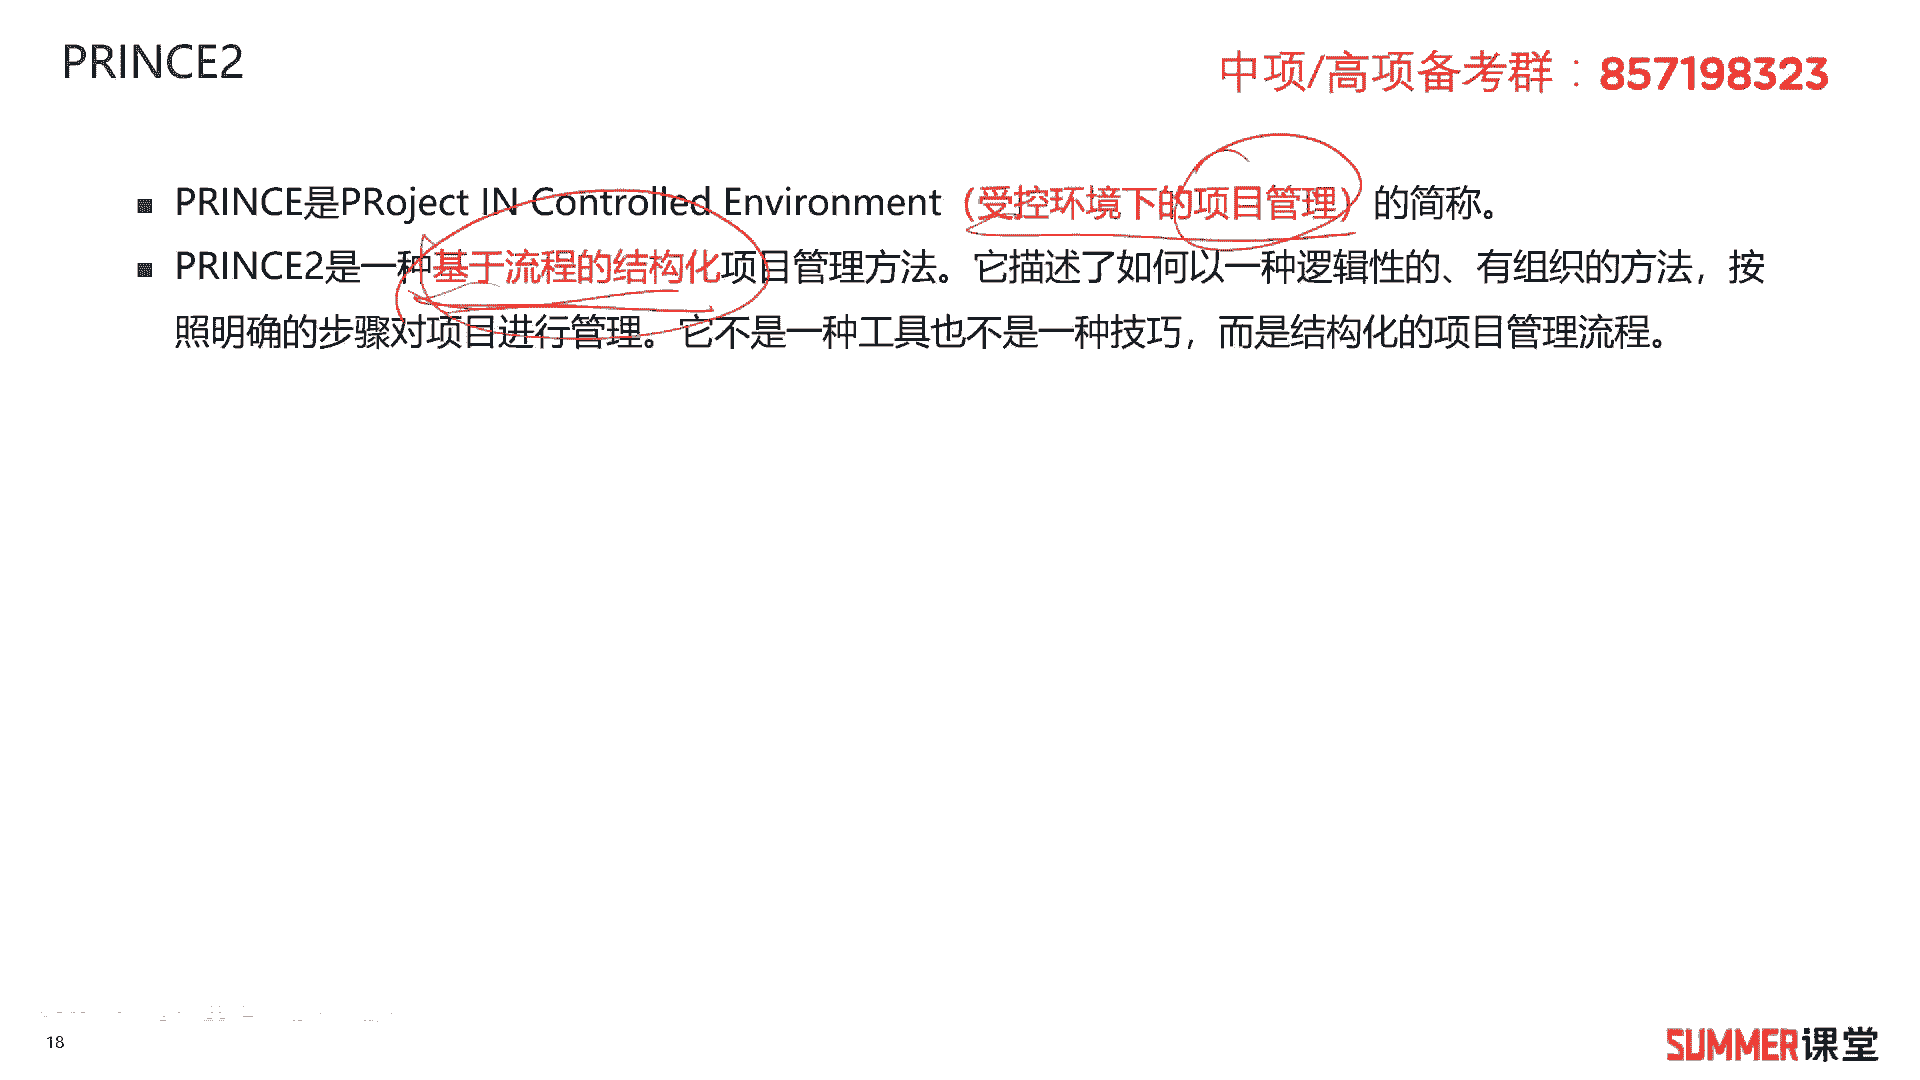 PRINCE2
中项/高项备考群：857198323
■ PRINCE是PRoject IN Controlled Environment（受控环境下的项目管理）的简称。
■ PRINCE2是一种基于流程的结构化项目管理方法。它描述了如何以一种逻辑性的、有组织的方法，按
照明确的步骤对项目进行管理。它不是一种工具也不是一种技巧，而是结构化的项目管理流程。
18
SUMMER课堂